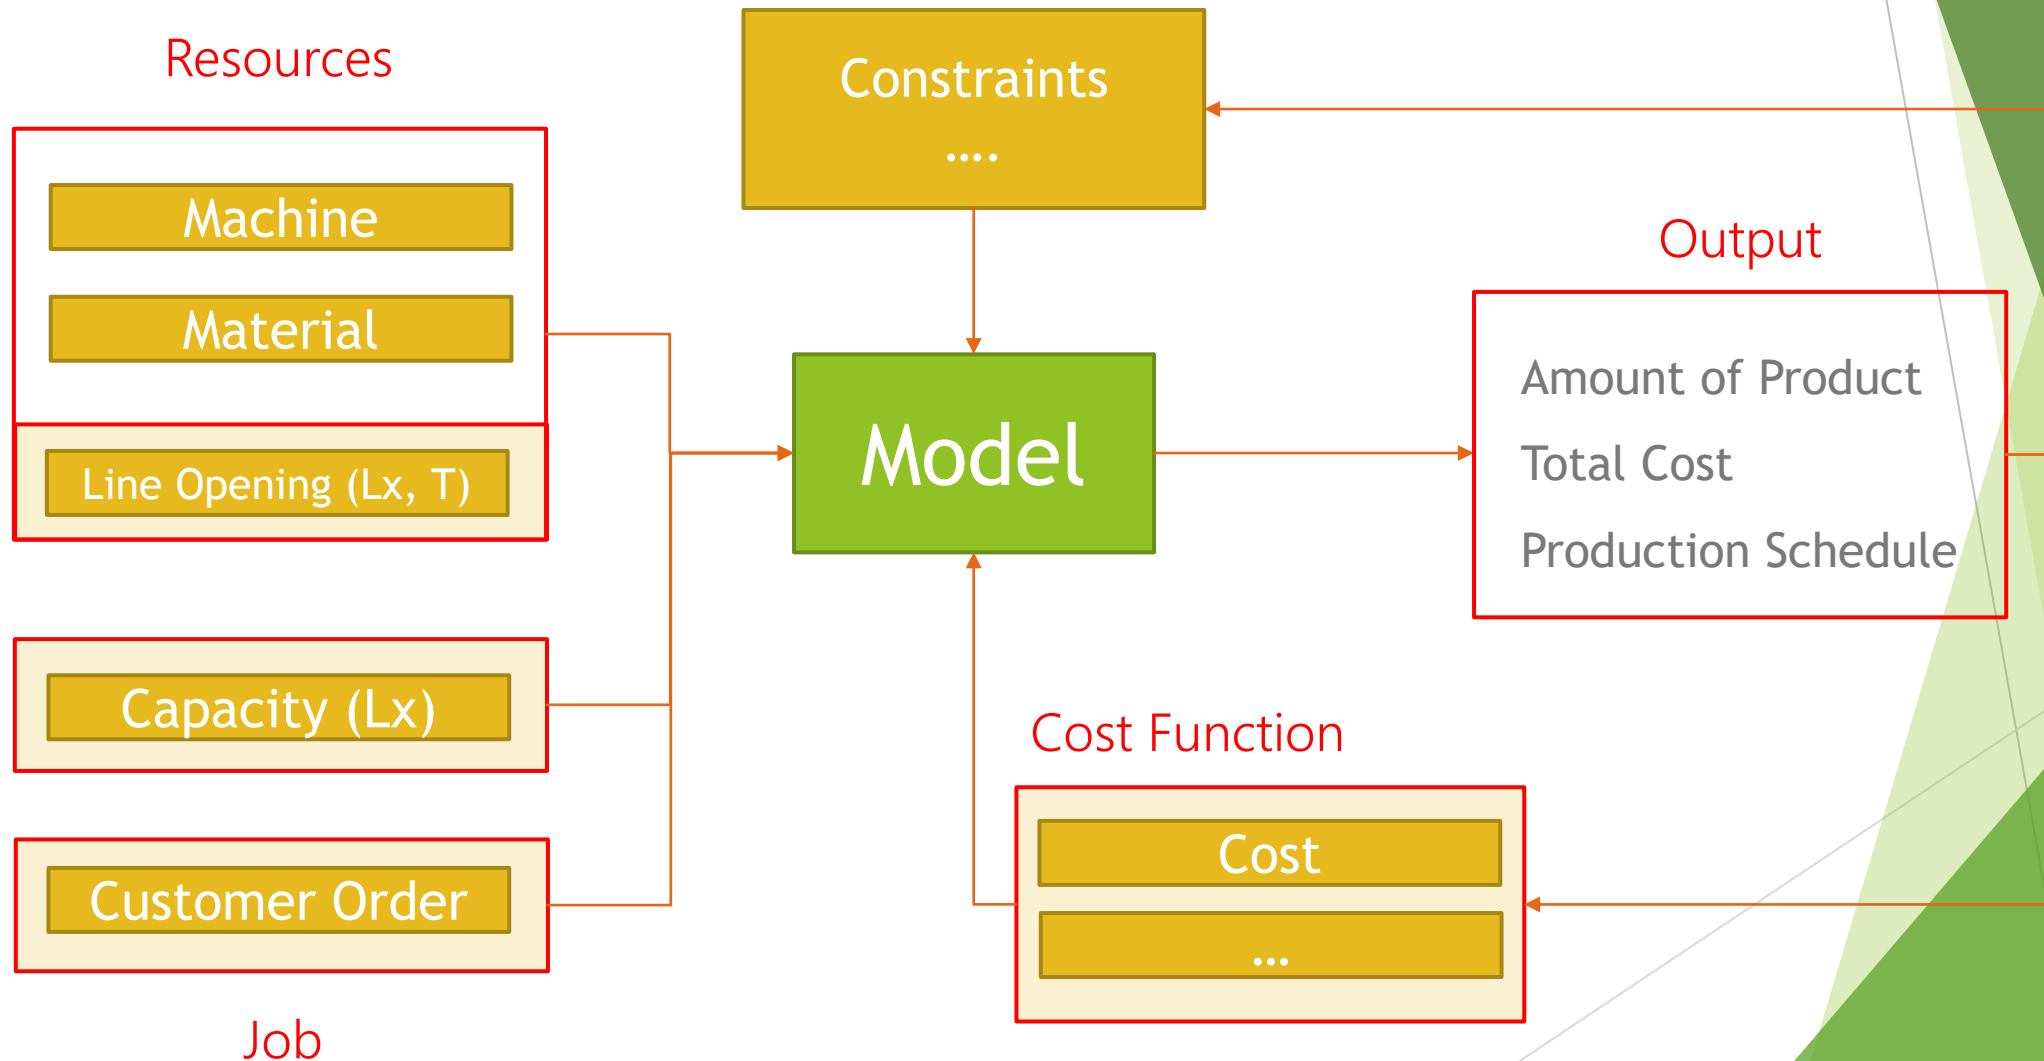 Resources
Machine
Material
Line Opening (Lx, T)
Capacity (Lx)
Customer Order
Job
Constraints
....
Model
Output
Amount of Product
Total Cost
Production Schedule
Cost Function
Cost
...